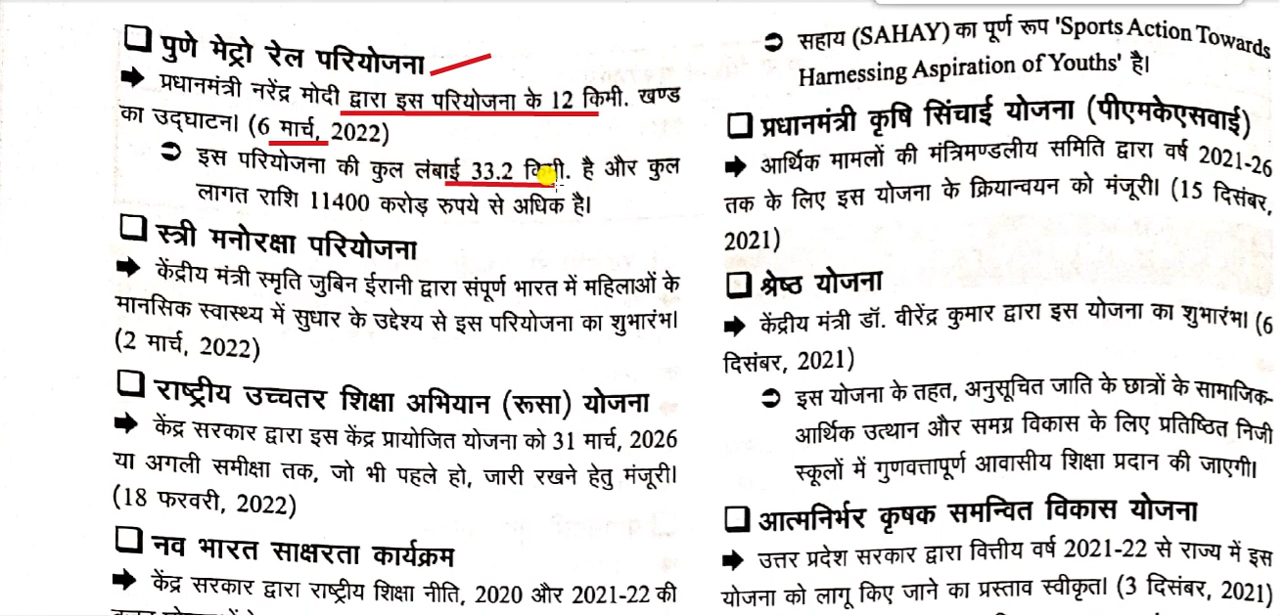 ❑ पुणे मेट्रो रेल परियोजना
➡ प्रधानमंत्री नरेंद्र मोदी द्वारा इस परियोजना के 12 किमी. खण्ड
का उद्घाटन। (6 मार्च, 2022)
➲ इस परियोजना की कुल लंबाई 33.2 किमी. है और कुल
लागत राशि 11400 करोड़ रुपये से अधिक है।
❑ स्त्री मनोरक्षा परियोजना
➡ केंद्रीय मंत्री स्मृति जुबिन ईरानी द्वारा संपूर्ण भारत में महिलाओं के
मानसिक स्वास्थ्य में सुधार के उद्देश्य से इस परियोजना का शुभारंभ।
(2 मार्च, 2022)
❑ राष्ट्रीय उच्चतर शिक्षा अभियान (रूसा) योजना
➡ केंद्र सरकार द्वारा इस केंद्र प्रायोजित योजना को 31 मार्च, 2026
या अगली समीक्षा तक, जो भी पहले हो, जारी रखने हेतु मंजूरी।
(18 फरवरी, 2022)
❑ नव भारत साक्षरता कार्यक्रम
➡ केंद्र सरकार द्वारा राष्ट्रीय शिक्षा नीति, 2020 और 2021-22 की
➲ सहाय (SAHAY) का पूर्ण रूप 'Sports Action Towards
Harnessing Aspiration of Youths' है।
❑ प्रधानमंत्री कृषि सिंचाई योजना (पीएमकेएसवाई)
➡ आर्थिक मामलों की मंत्रिमण्डलीय समिति द्वारा वर्ष 2021-26
तक के लिए इस योजना के क्रियान्वयन को मंजूरी। (15 दिसंबर,
2021)
❑ श्रेष्ठ योजना
➡ केंद्रीय मंत्री डॉ. वीरेंद्र कुमार द्वारा इस योजना का शुभारंभ। (6
दिसंबर, 2021)
➲ इस योजना के तहत, अनुसूचित जाति के छात्रों के सामाजिक-
आर्थिक उत्थान और समग्र विकास के लिए प्रतिष्ठित निजी
स्कूलों में गुणवत्तापूर्ण आवासीय शिक्षा प्रदान की जाएगी।
❑ आत्मनिर्भर कृषक समन्वित विकास योजना
➡ उत्तर प्रदेश सरकार द्वारा वित्तीय वर्ष 2021-22 से राज्य में इस
योजना को लागू किए जाने का प्रस्ताव स्वीकृत। (3 दिसंबर, 2021)